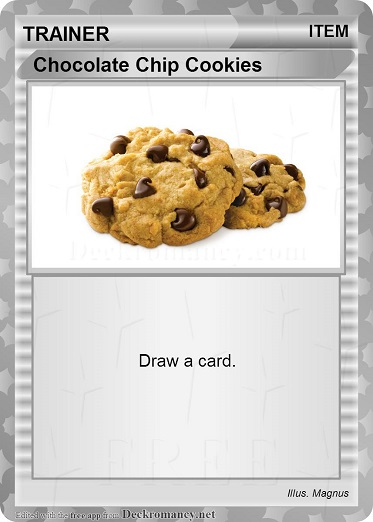 TRAINER
ITEM
Chocolate Chip Cookies
Deckromancy.com
Draw a card.
FREE
Illus. Magnus
Edited with the free app from Deckromancy.net